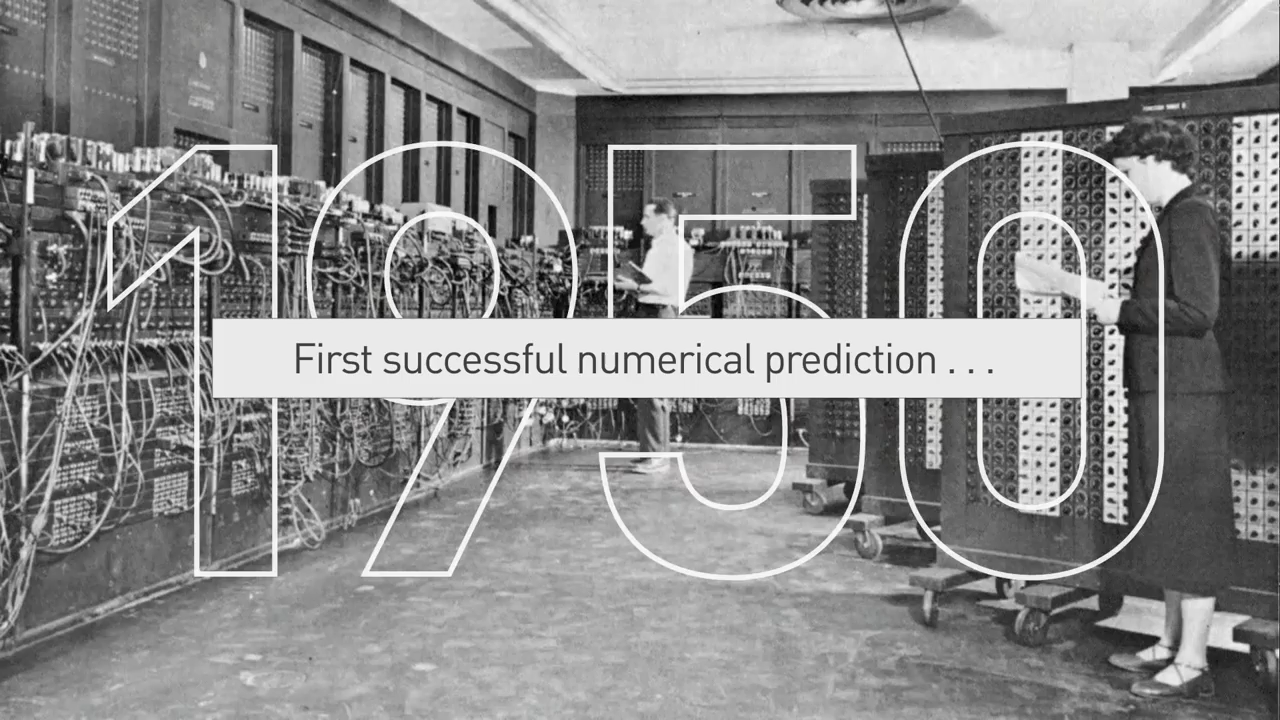 1950
First successful numerical prediction . . .